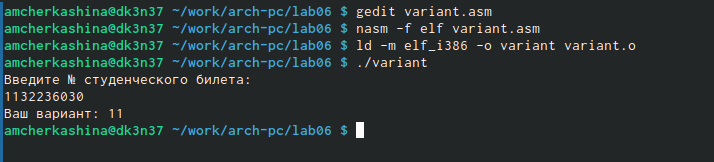 amcherkashina@dk3n37 ~/work/arch-pc/lab06 $ gedit variant.asm
amcherkashina@dk3n37 ~/work/arch-pc/lab06 $ nasm -f elf variant.asm
amcherkashina@dk3n37 ~/work/arch-pc/lab06 $ ld -m elf_i386 -o variant variant.o
amcherkashina@dk3n37 ~/work/arch-pc/lab06 $ ./variant
Введите № студенческого билета:
1132236030
Ваш вариант: 11
amcherkashina@dk3n37 ~/work/arch-pc/lab06 $